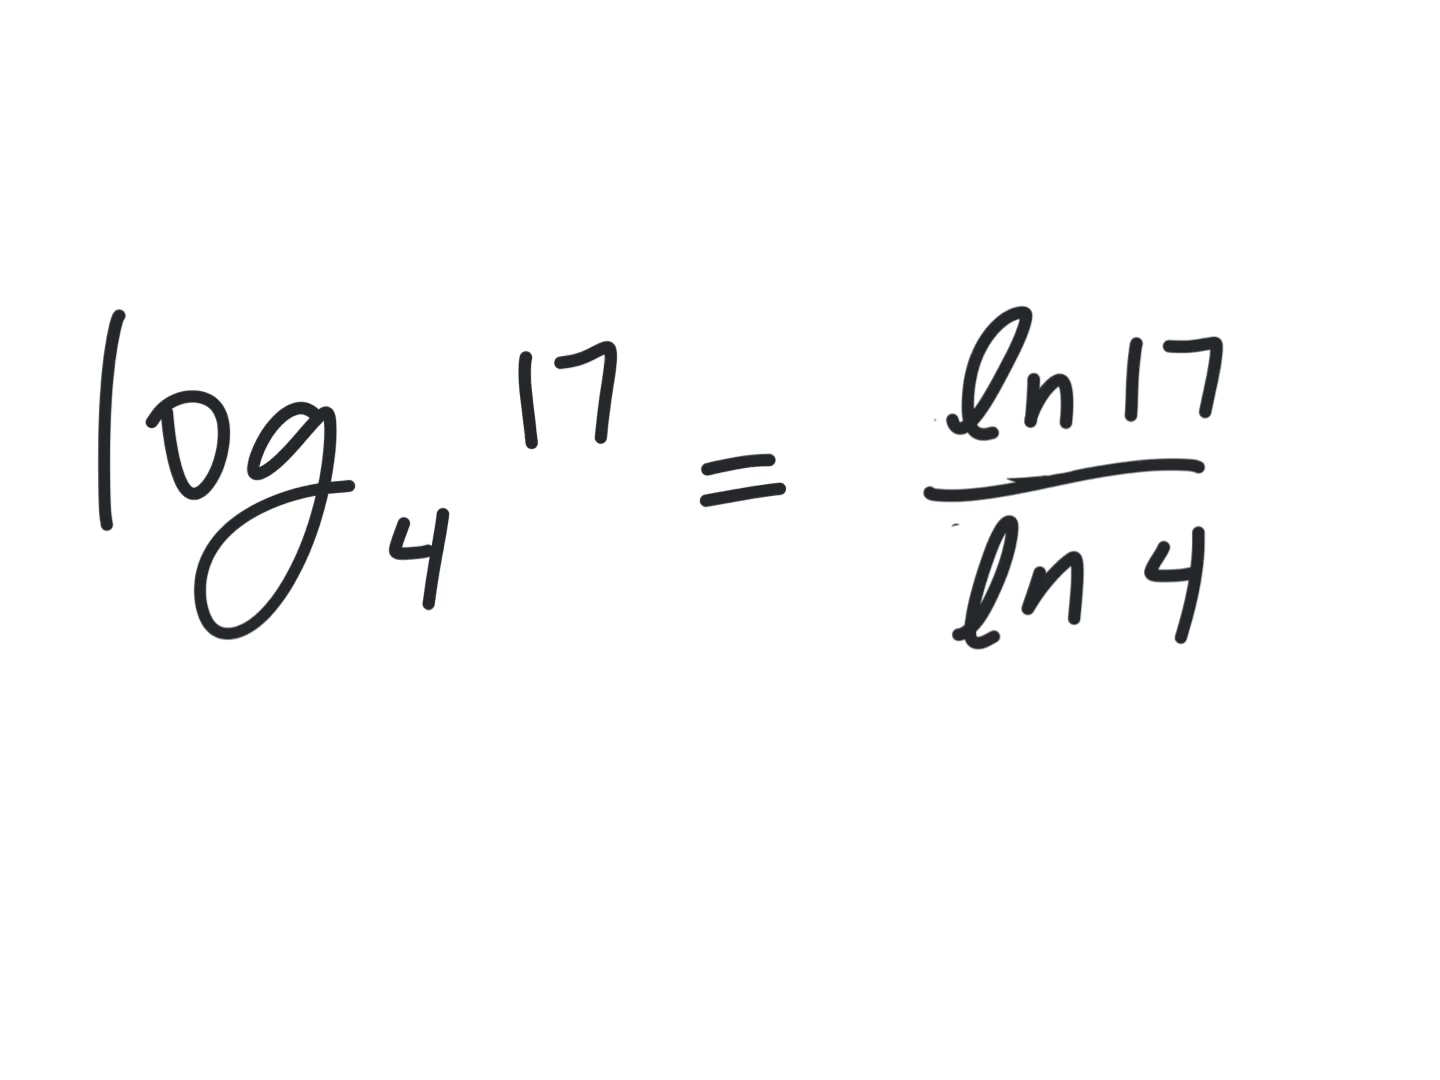 log₄ 17 = ln 17 / ln 4